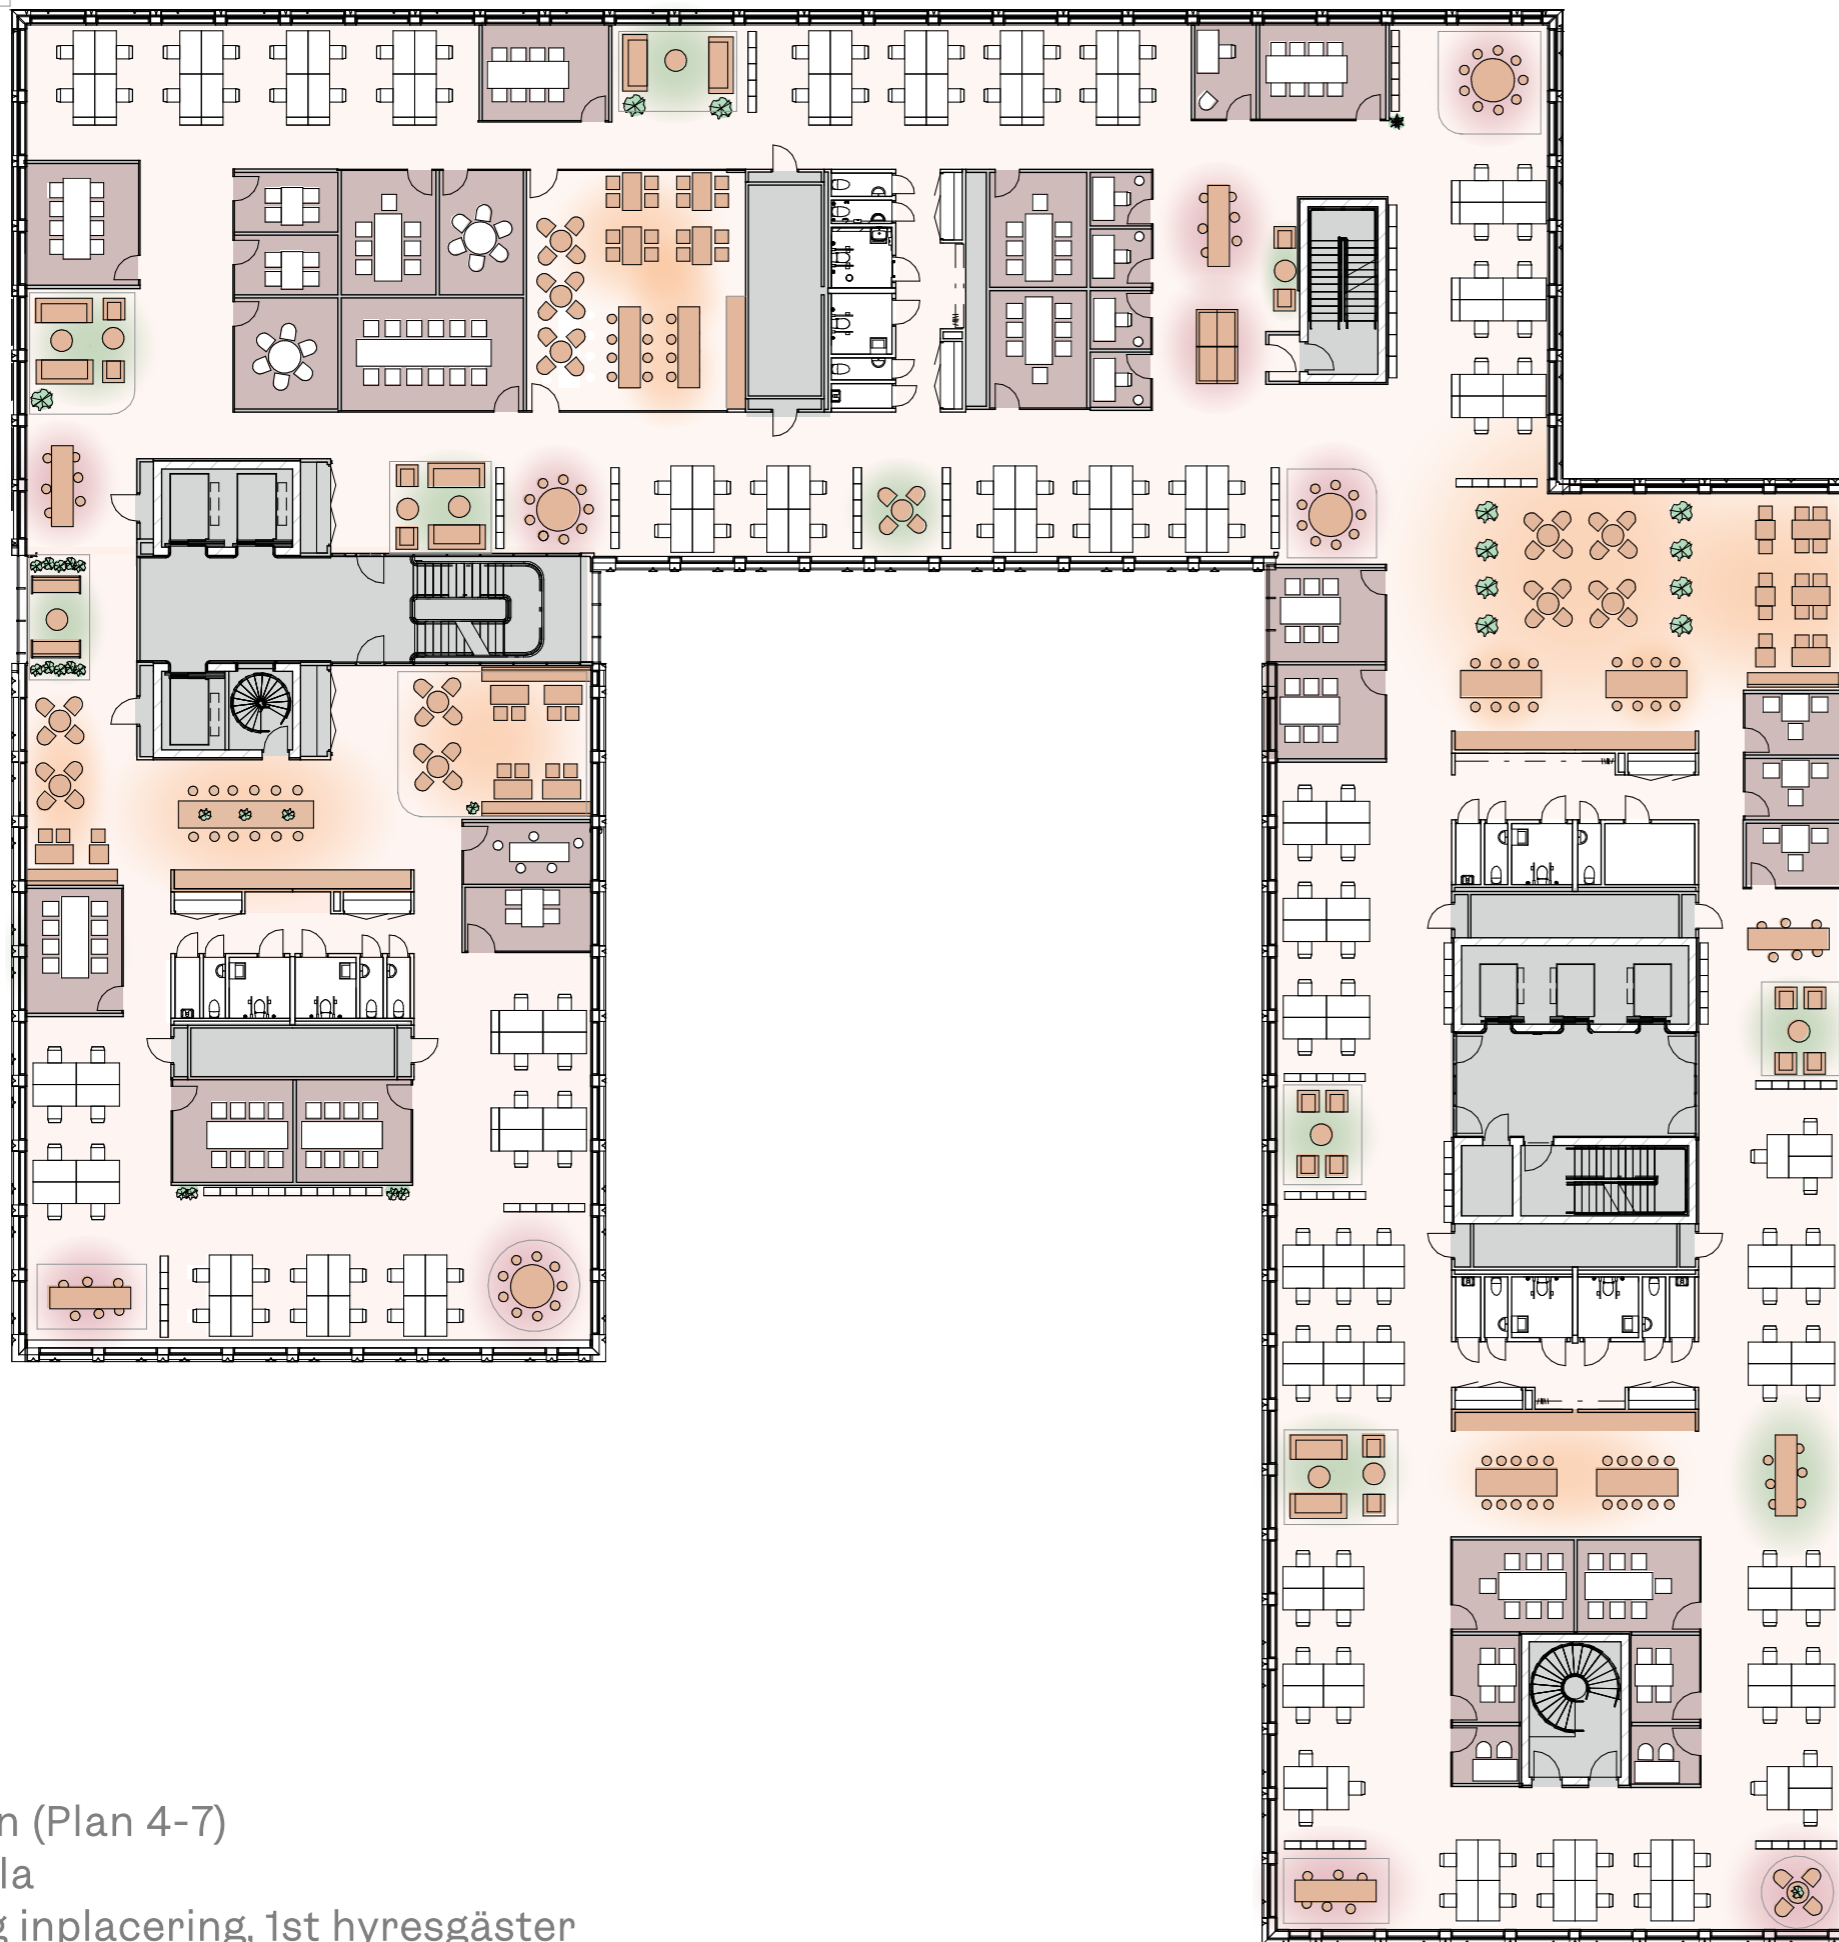 n (Plan 4-7)
la
g inplacering, 1st hyresgäster